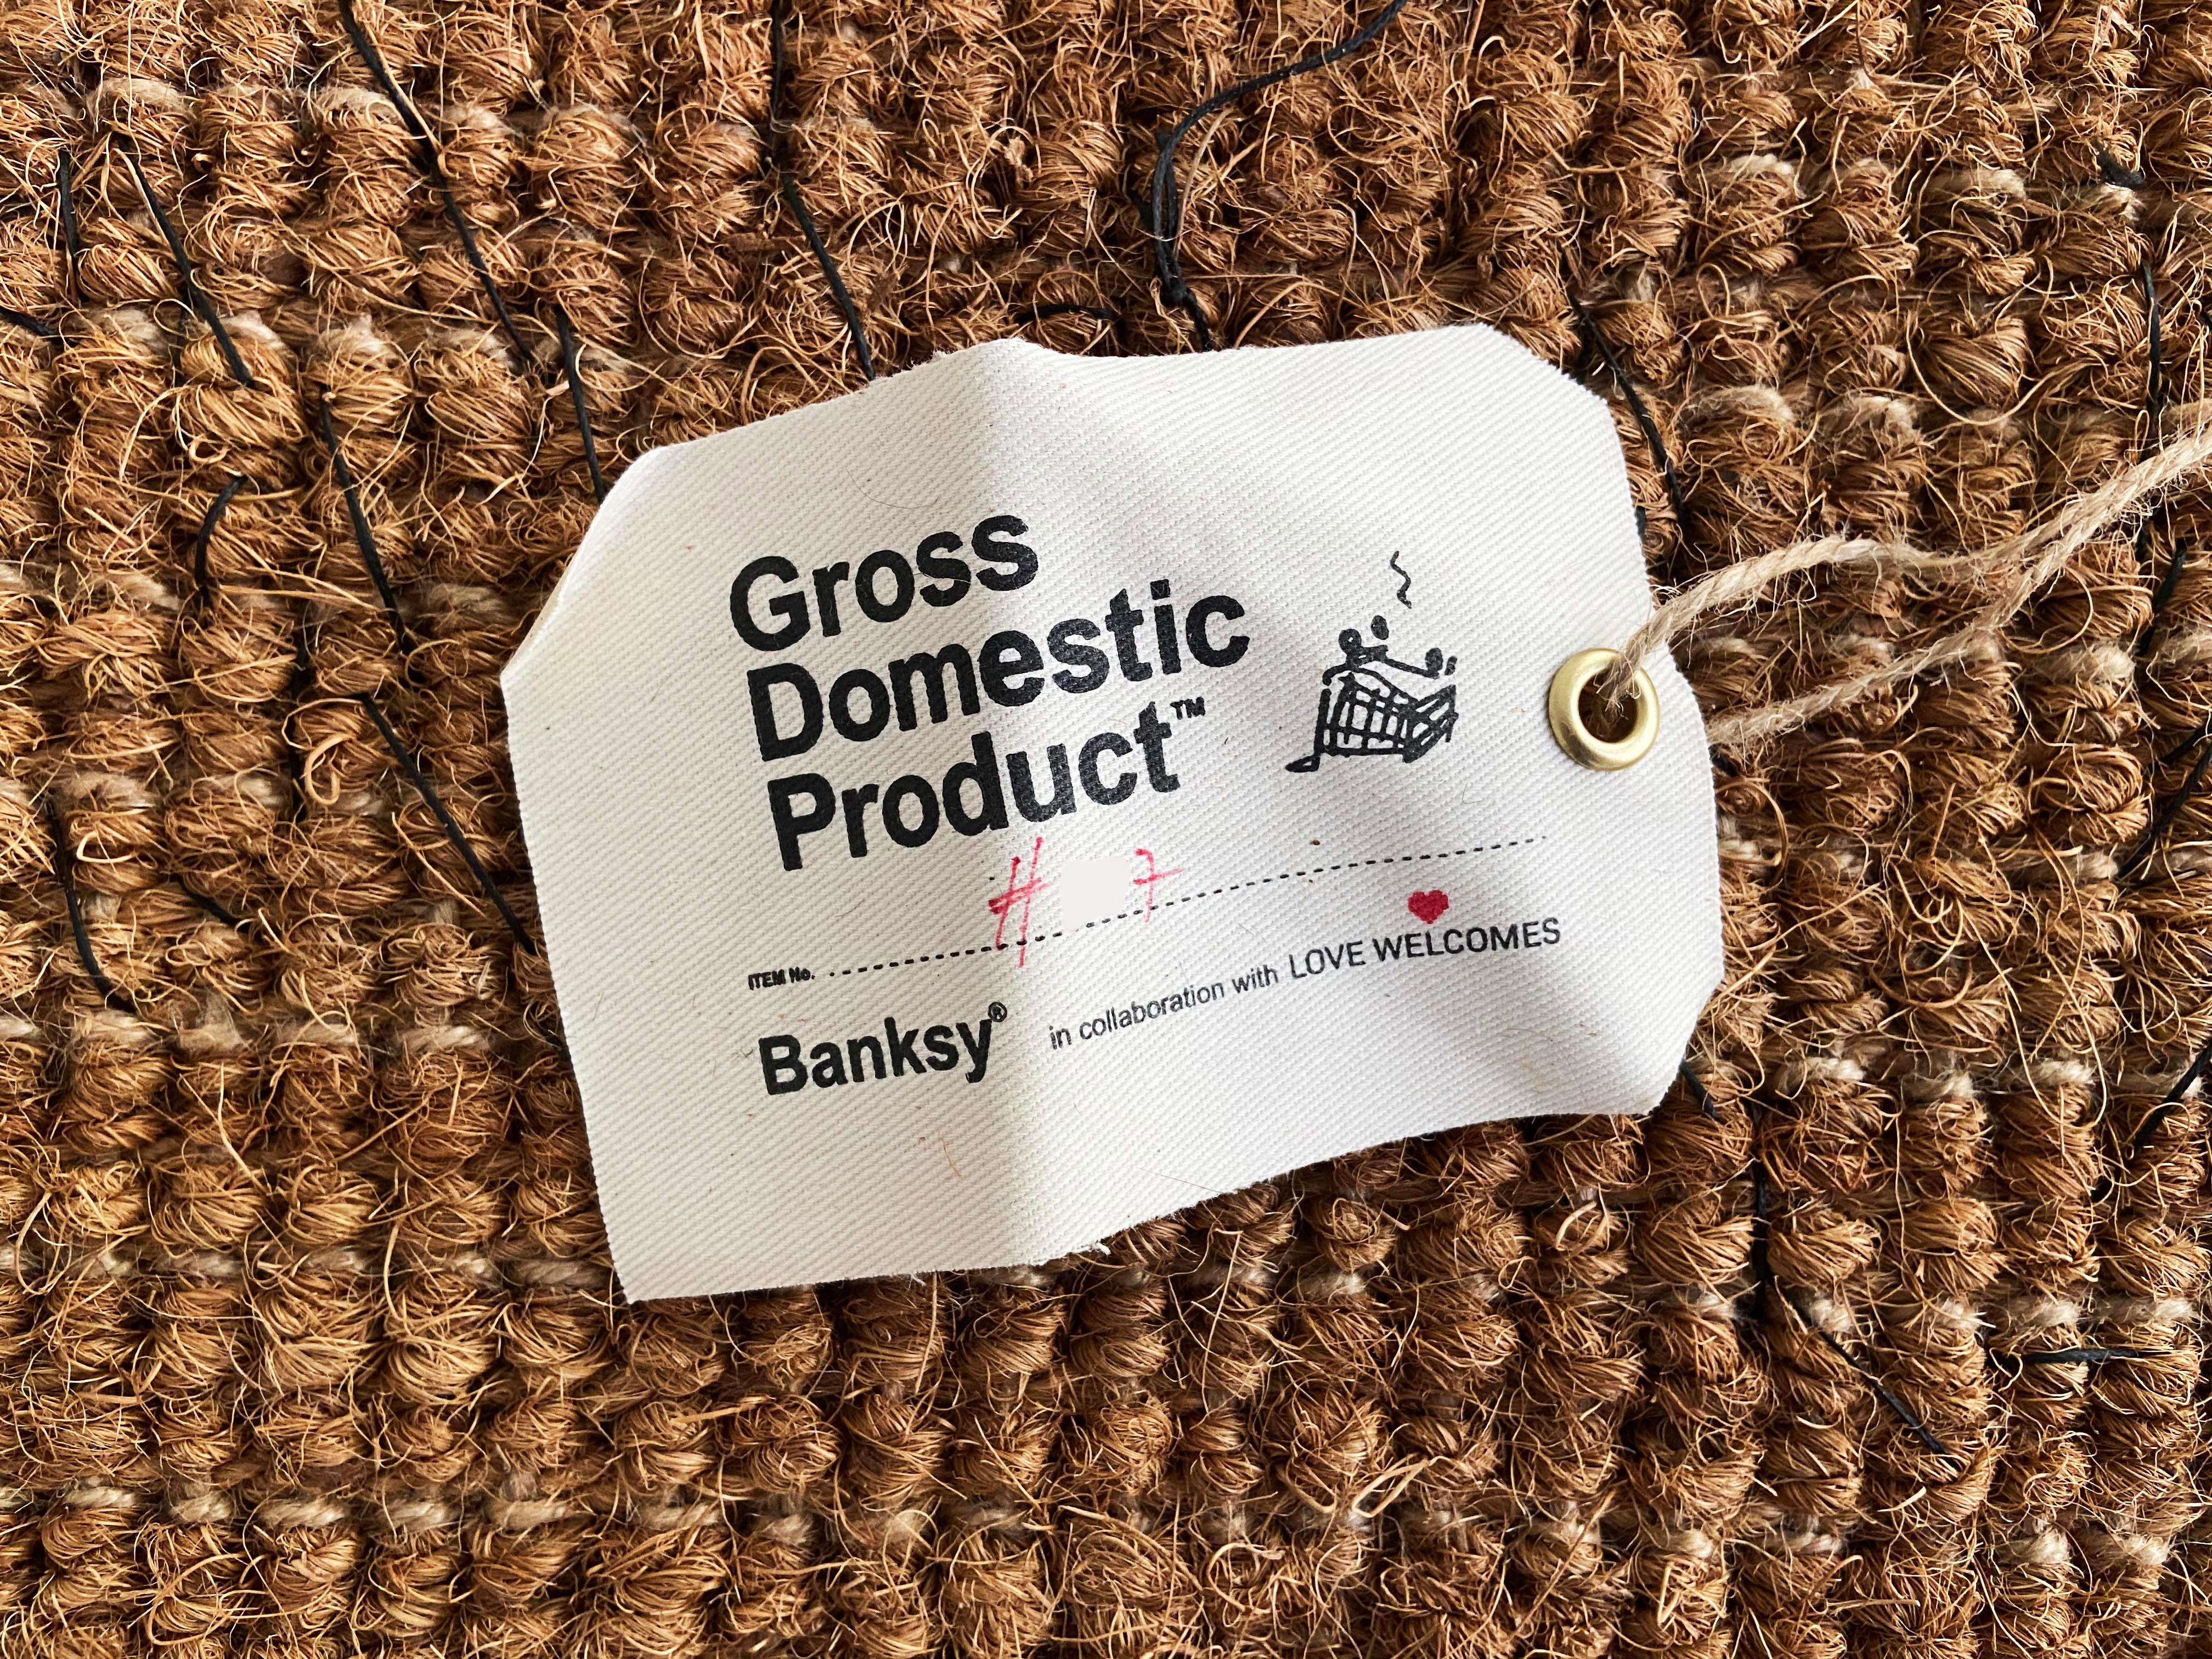 Gross
Domestic
Product™
# 7
ITEM No.
Banksy® in collaboration with LOVE WELCOMES